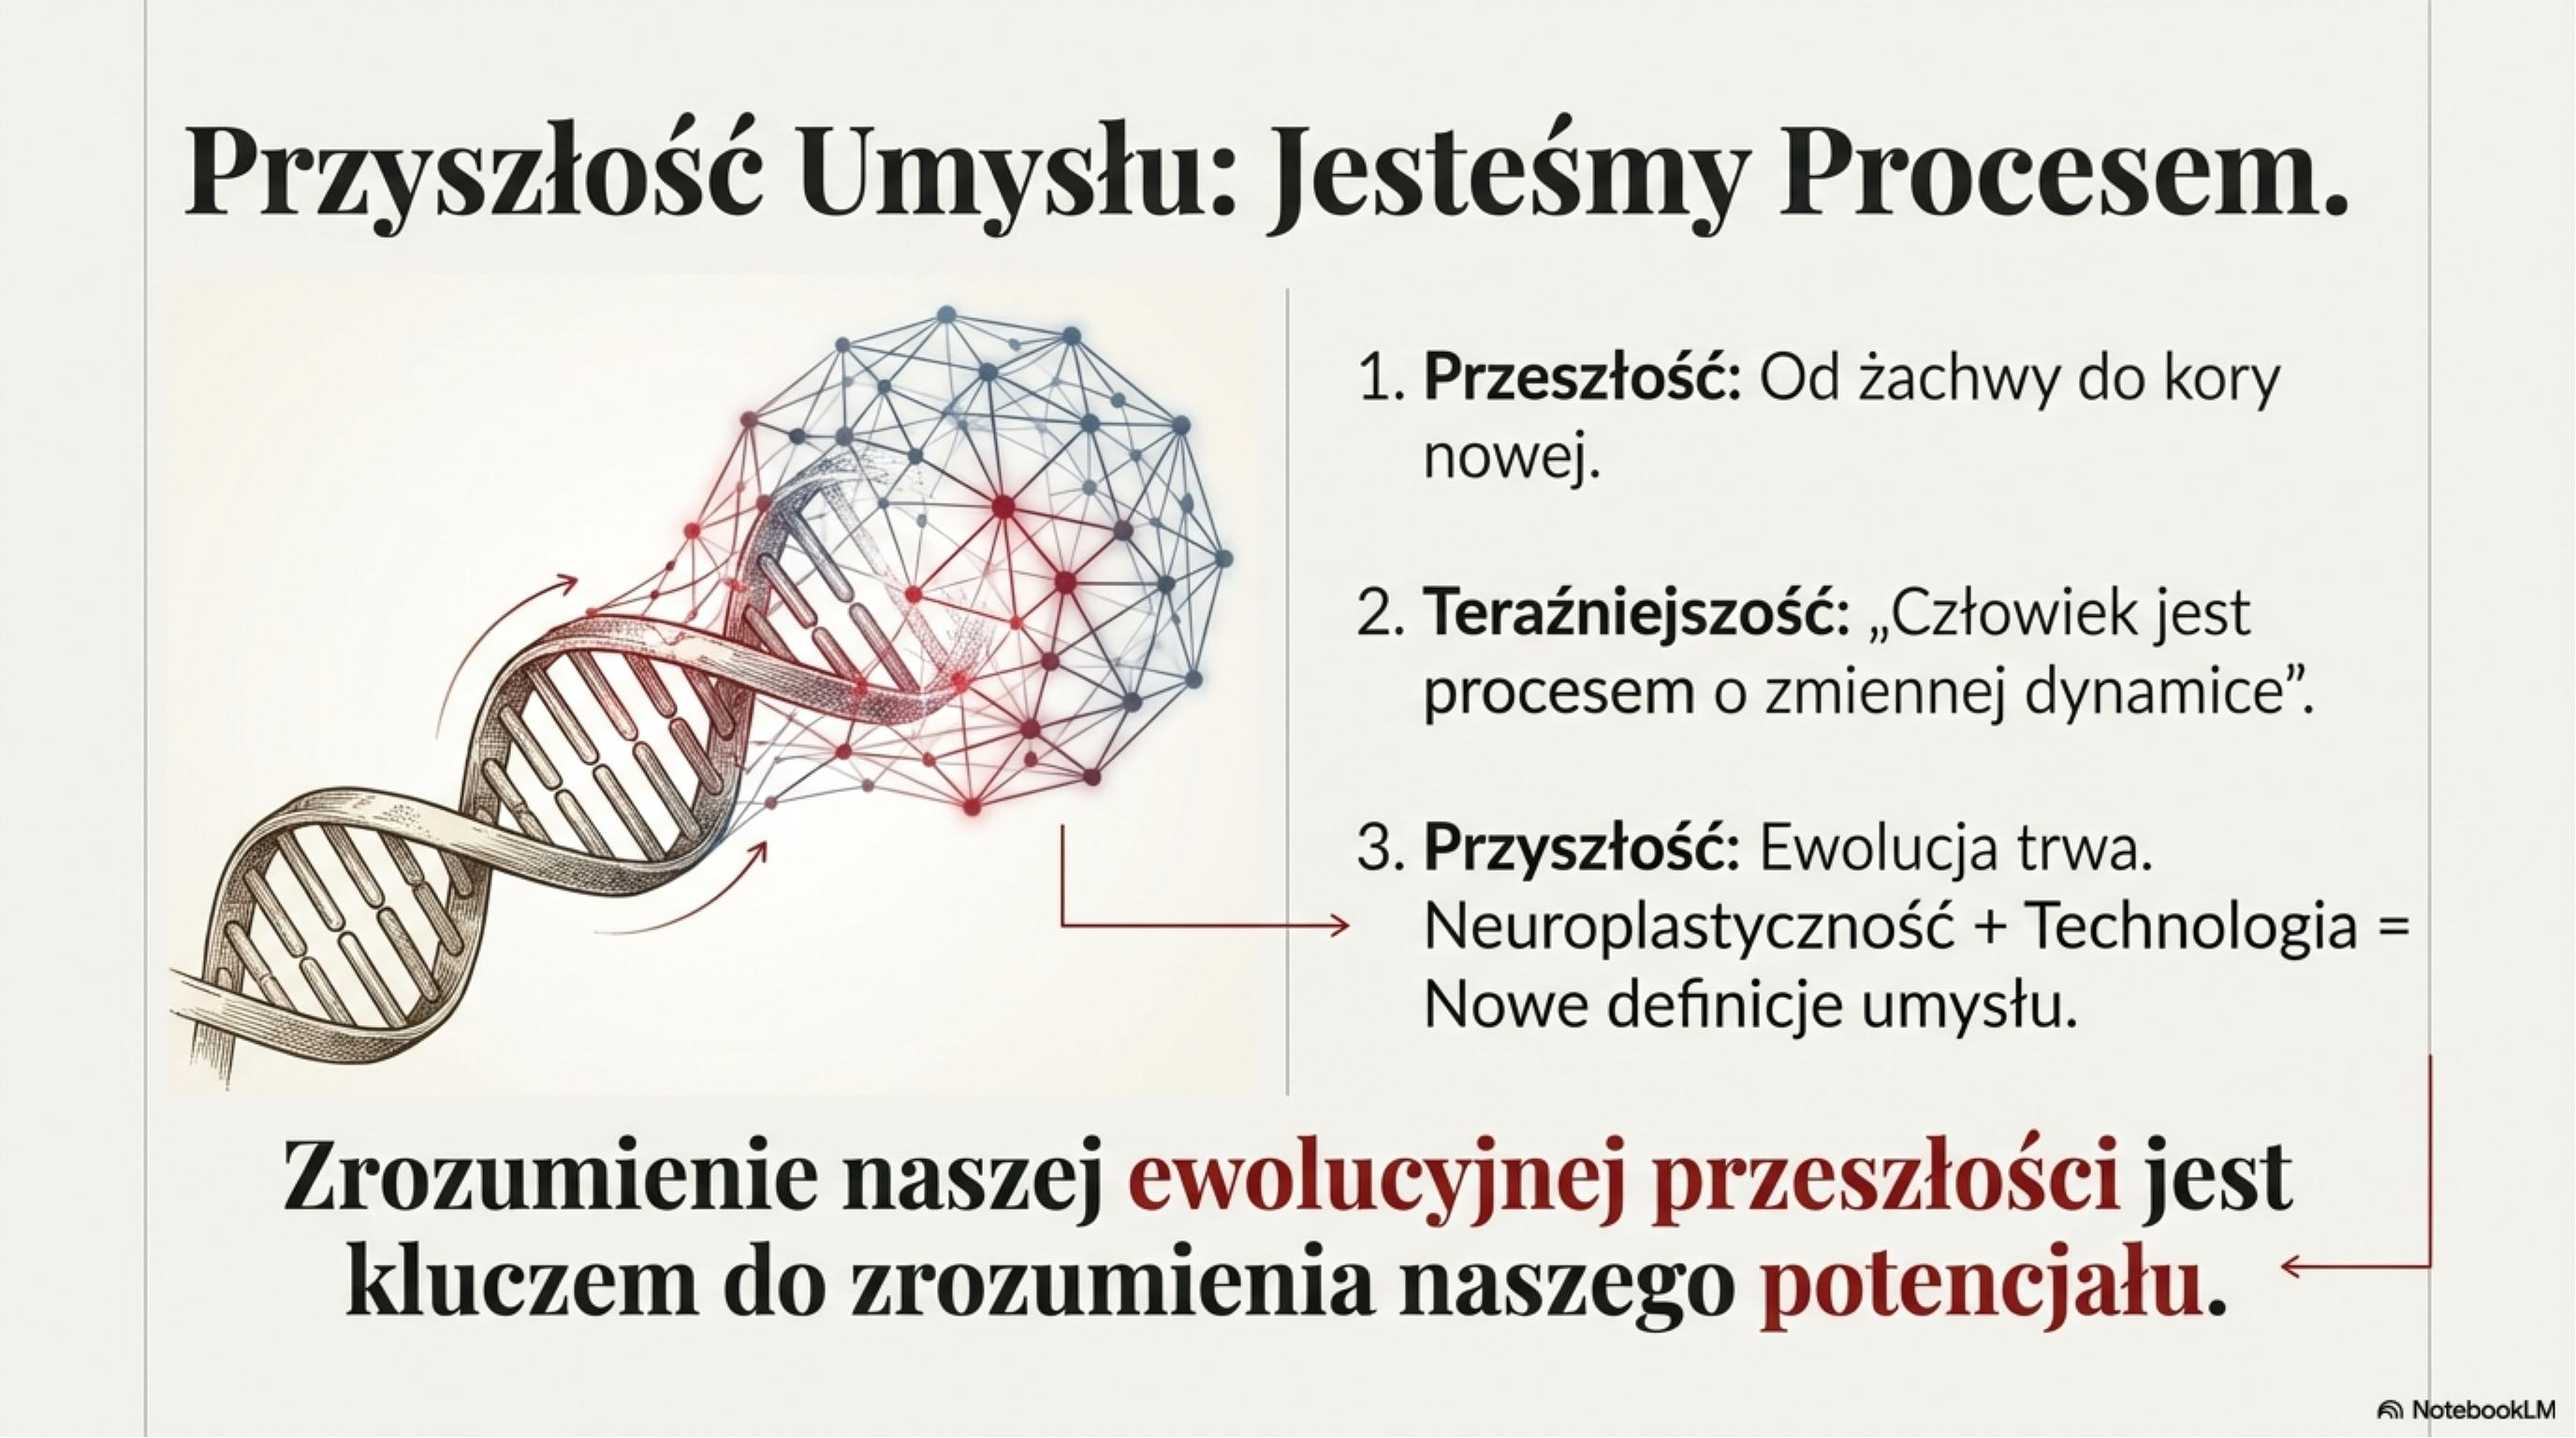 Przyszłość Umysłu: Jesteśmy Procesem.
1. Przeszłość: Od żachwy do kory
nowej.
2. Teraźniejszość: „Człowiek jest
procesem o zmiennej dynamice”.
3. Przyszłość: Ewolucja trwa.
Neuroplastyczność + Technologia =
Nowe definicje umysłu.
Zrozumienie naszej ewolucyjnej przeszłości jest
kluczem do zrozumienia naszego potencjału.
NotebookLM